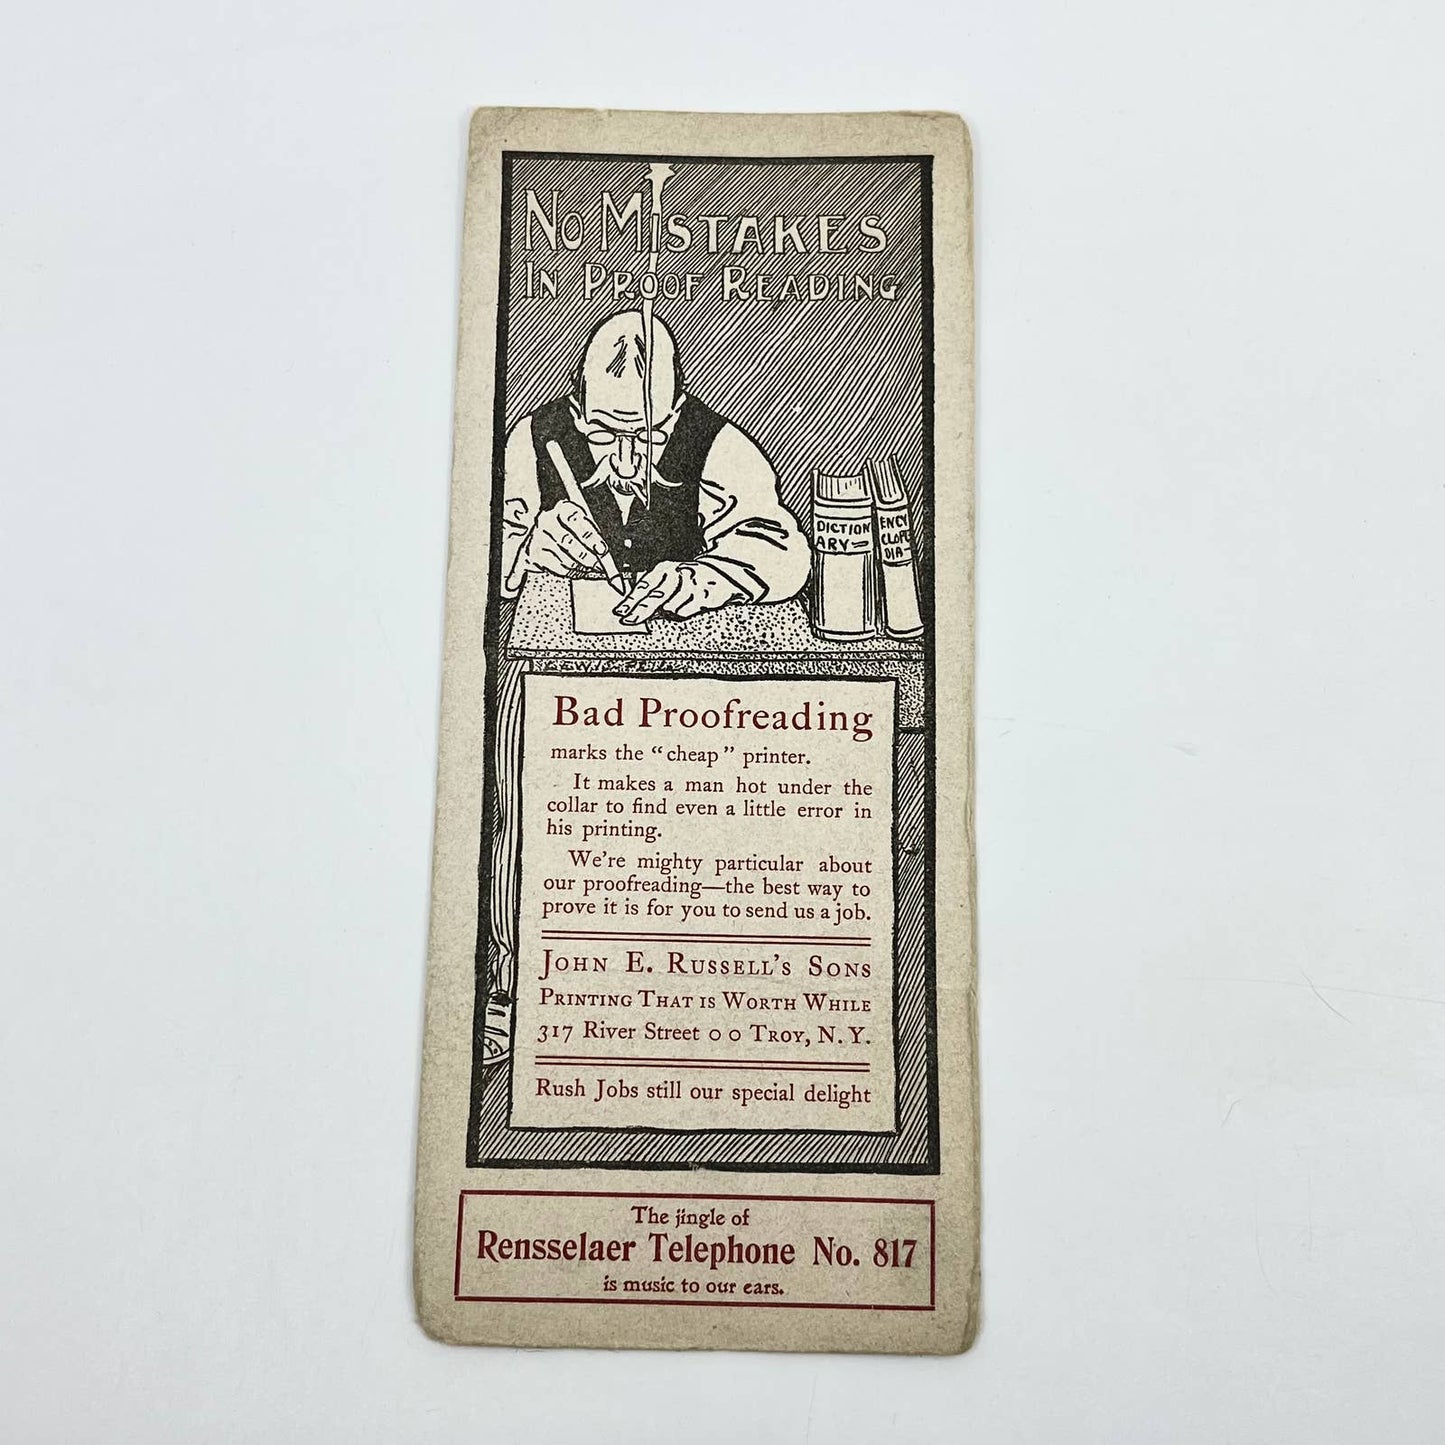 No Mistakes
In Proof Reading
DICTION
ARY—
ENCY
CLOPE
DIA—
Bad Proofreading
marks the “cheap” printer.
It makes a man hot under the
collar to find even a little error in
his printing.
We're mighty particular about
our proofreading—the best way to
prove it is for you to send us a job.
John E. Russell's Sons
Printing That is Worth While
317 River Street o o Troy, N. Y.
Rush Jobs still our special delight
The jingle of
Rensselaer Telephone No. 817
is music to our ears.